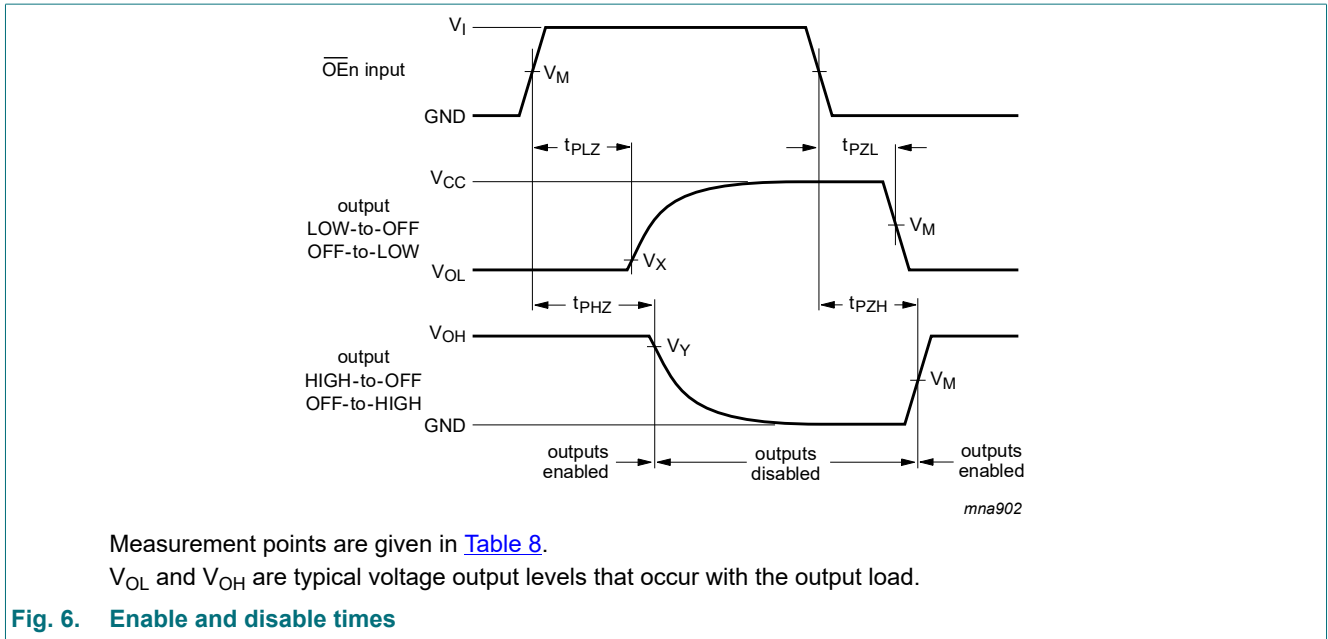 V_I
OEn input
V_M
GND
t_PLZ
t_PZL
V_CC
output
LOW-to-OFF
OFF-to-LOW
V_M
V_X
V_OL
t_PHZ
t_PZH
V_OH
output
HIGH-to-OFF
OFF-to-HIGH
V_Y
V_M
GND
outputs
enabled
outputs
disabled
outputs
enabled
mna902
Measurement points are given in Table 8.
V_OL and V_OH are typical voltage output levels that occur with the output load.
Fig. 6. Enable and disable times